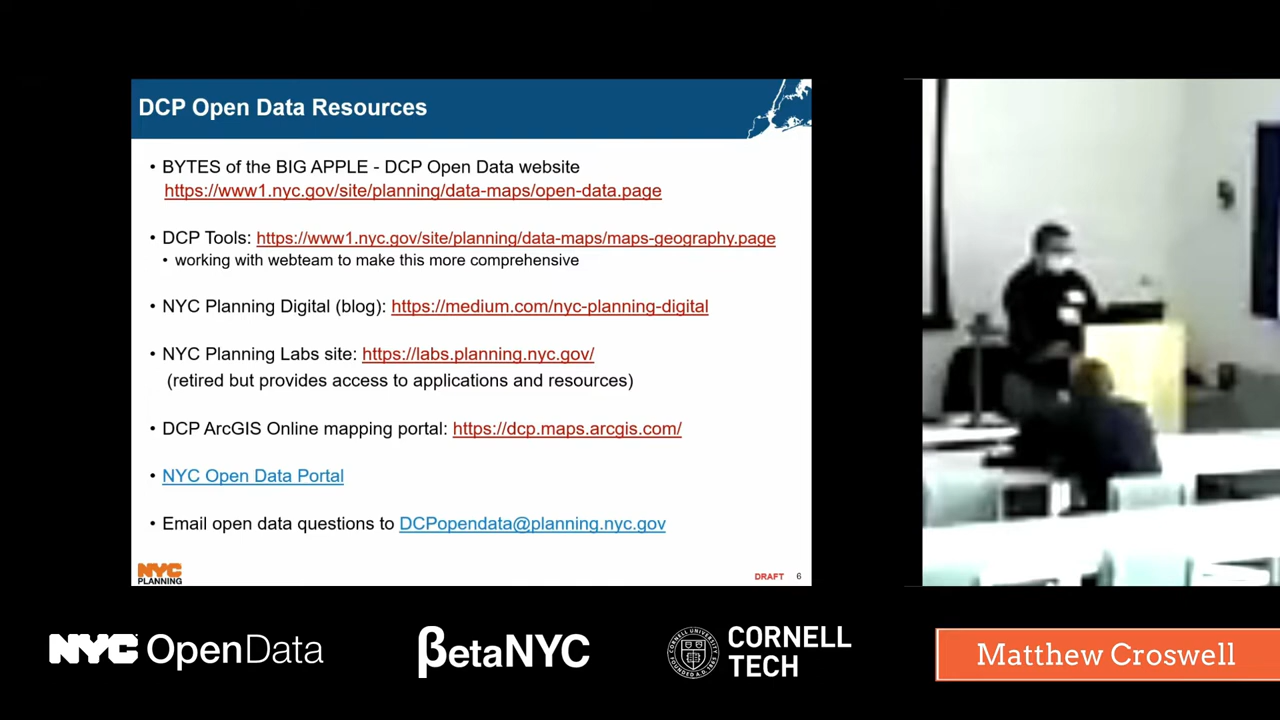 DCP Open Data Resources
• BYTES of the BIG APPLE - DCP Open Data website
https://www1.nyc.gov/site/planning/data-maps/open-data.page
• DCP Tools: https://www1.nyc.gov/site/planning/data-maps/maps-geography.page
• working with webteam to make this more comprehensive
• NYC Planning Digital (blog): https://medium.com/nyc-planning-digital
• NYC Planning Labs site: https://labs.planning.nyc.gov/
(retired but provides access to applications and resources)
• DCP ArcGIS Online mapping portal: https://dcp.maps.arcgis.com/
• NYC Open Data Portal
• Email open data questions to DCPopendata@planning.nyc.gov
NYC
PLANNING
DRAFT 6
NYC OpenData
βetaNYC
CORNELL
TECH
Matthew Croswell